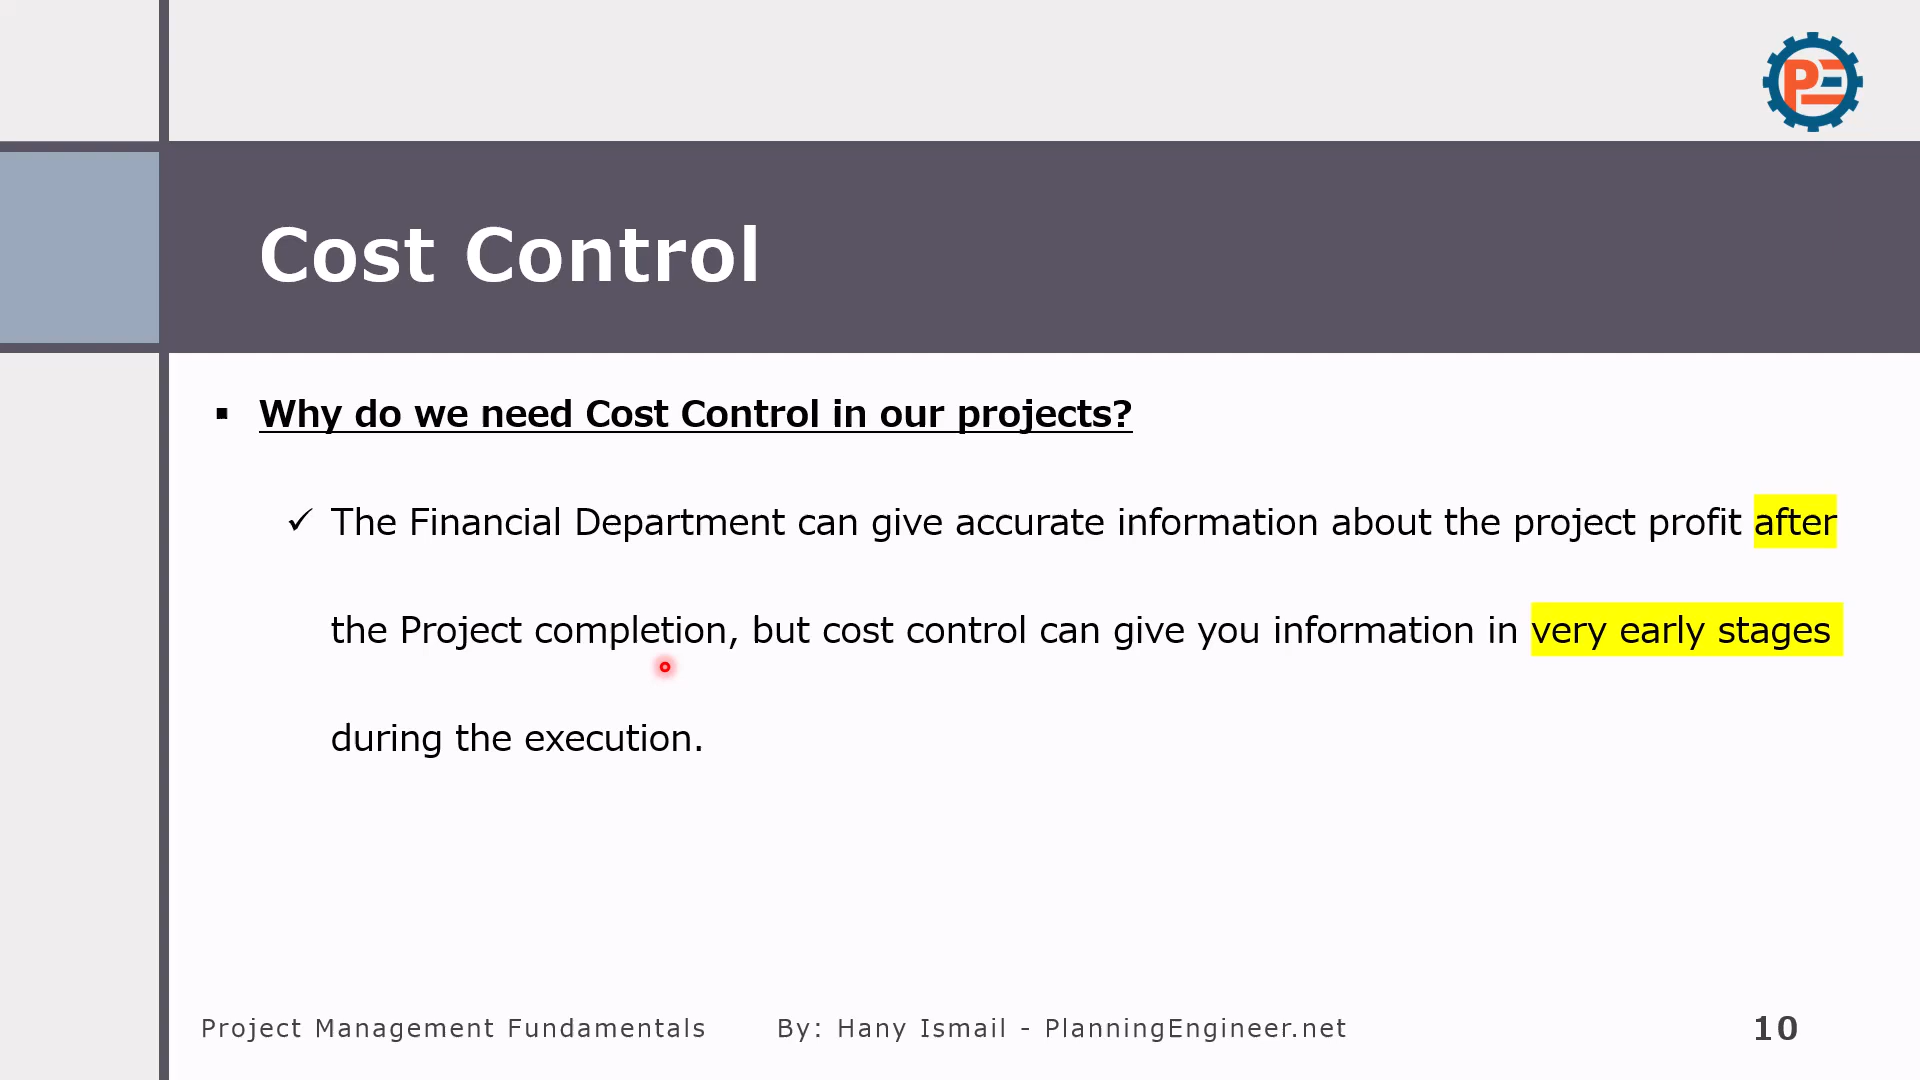 PE
Cost Control
▪ Why do we need Cost Control in our projects?
✓ The Financial Department can give accurate information about the project profit after
the Project completion, but cost control can give you information in very early stages
during the execution.
Project Management Fundamentals By: Hany Ismail - PlanningEngineer.net 10